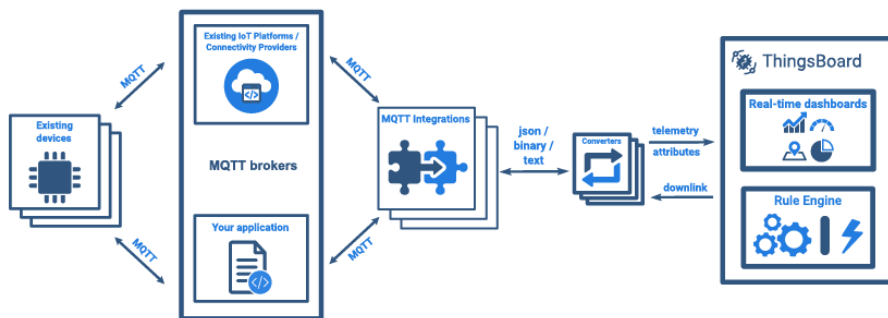 Existing
devices
MQTT
MQTT
Existing IoT Platforms /
Connectivity Providers
MQTT brokers
Your application
MQTT
MQTT
MQTT Integrations
json /
binary /
text
Converters
telemetry
attributes
downlink
ThingsBoard
Real-time dashboards
Rule Engine